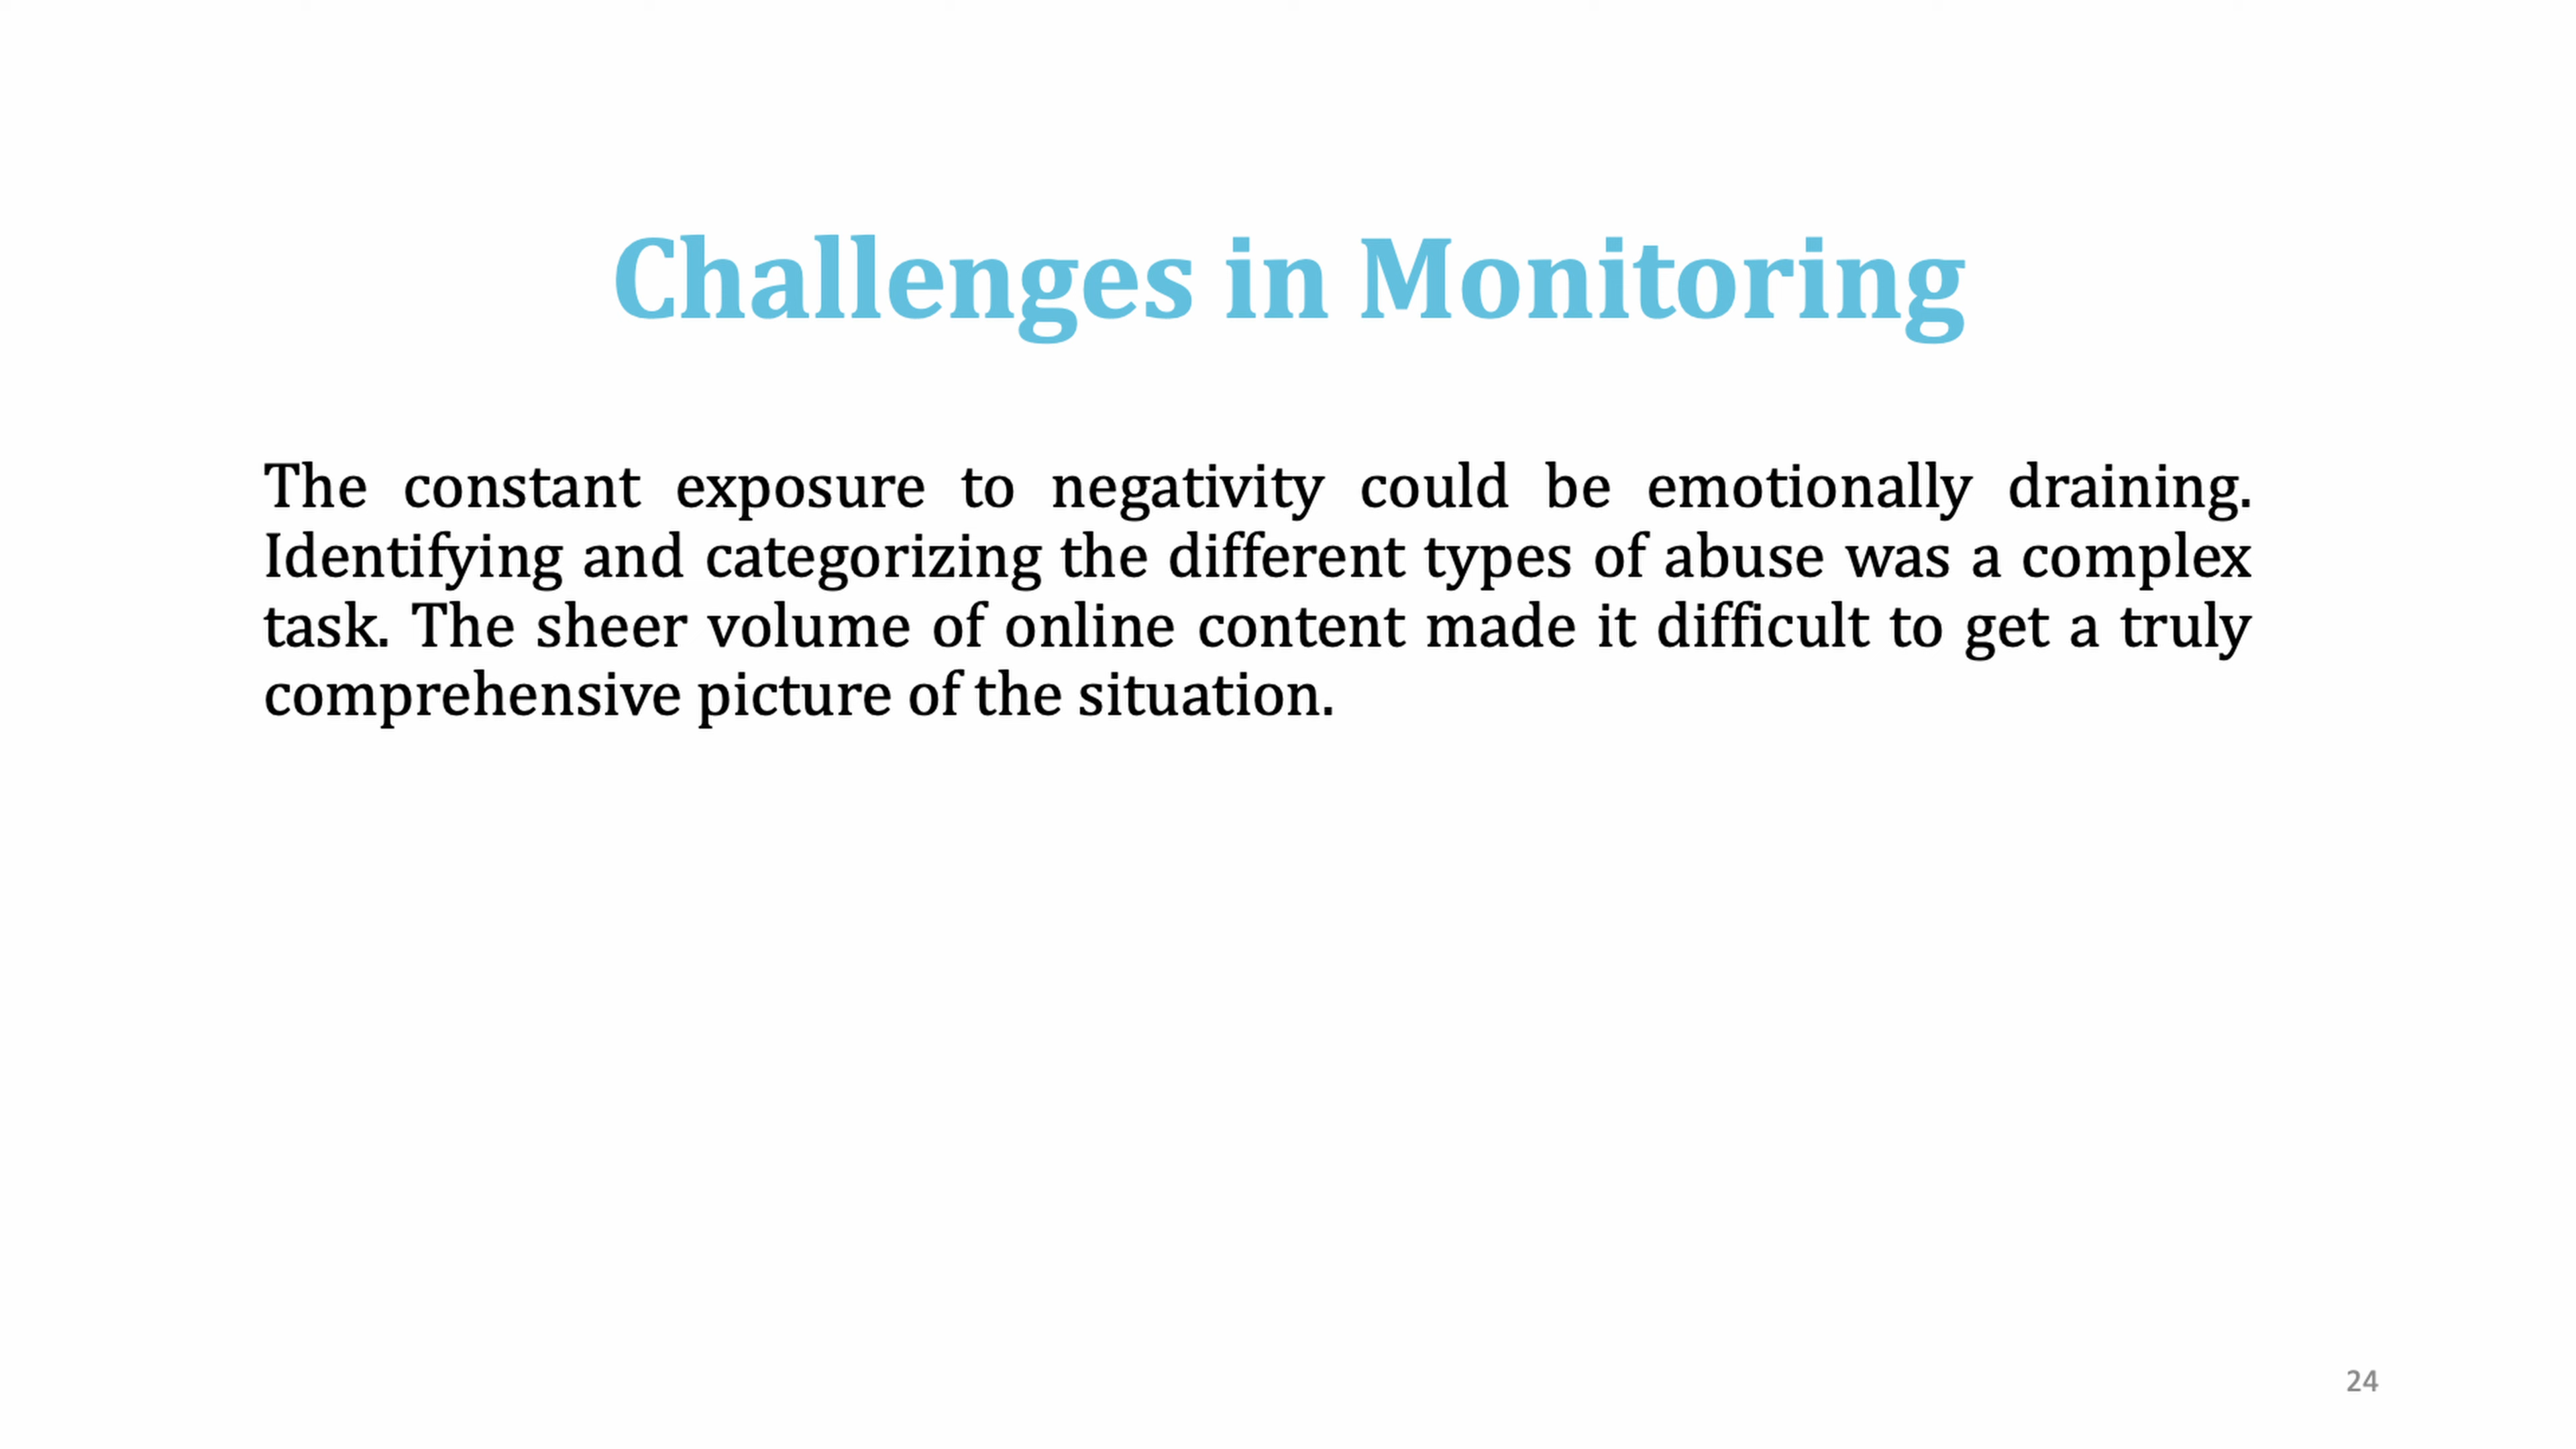 Challenges in Monitoring
The constant exposure to negativity could be emotionally draining.
Identifying and categorizing the different types of abuse was a complex
task. The sheer volume of online content made it difficult to get a truly
comprehensive picture of the situation.
24